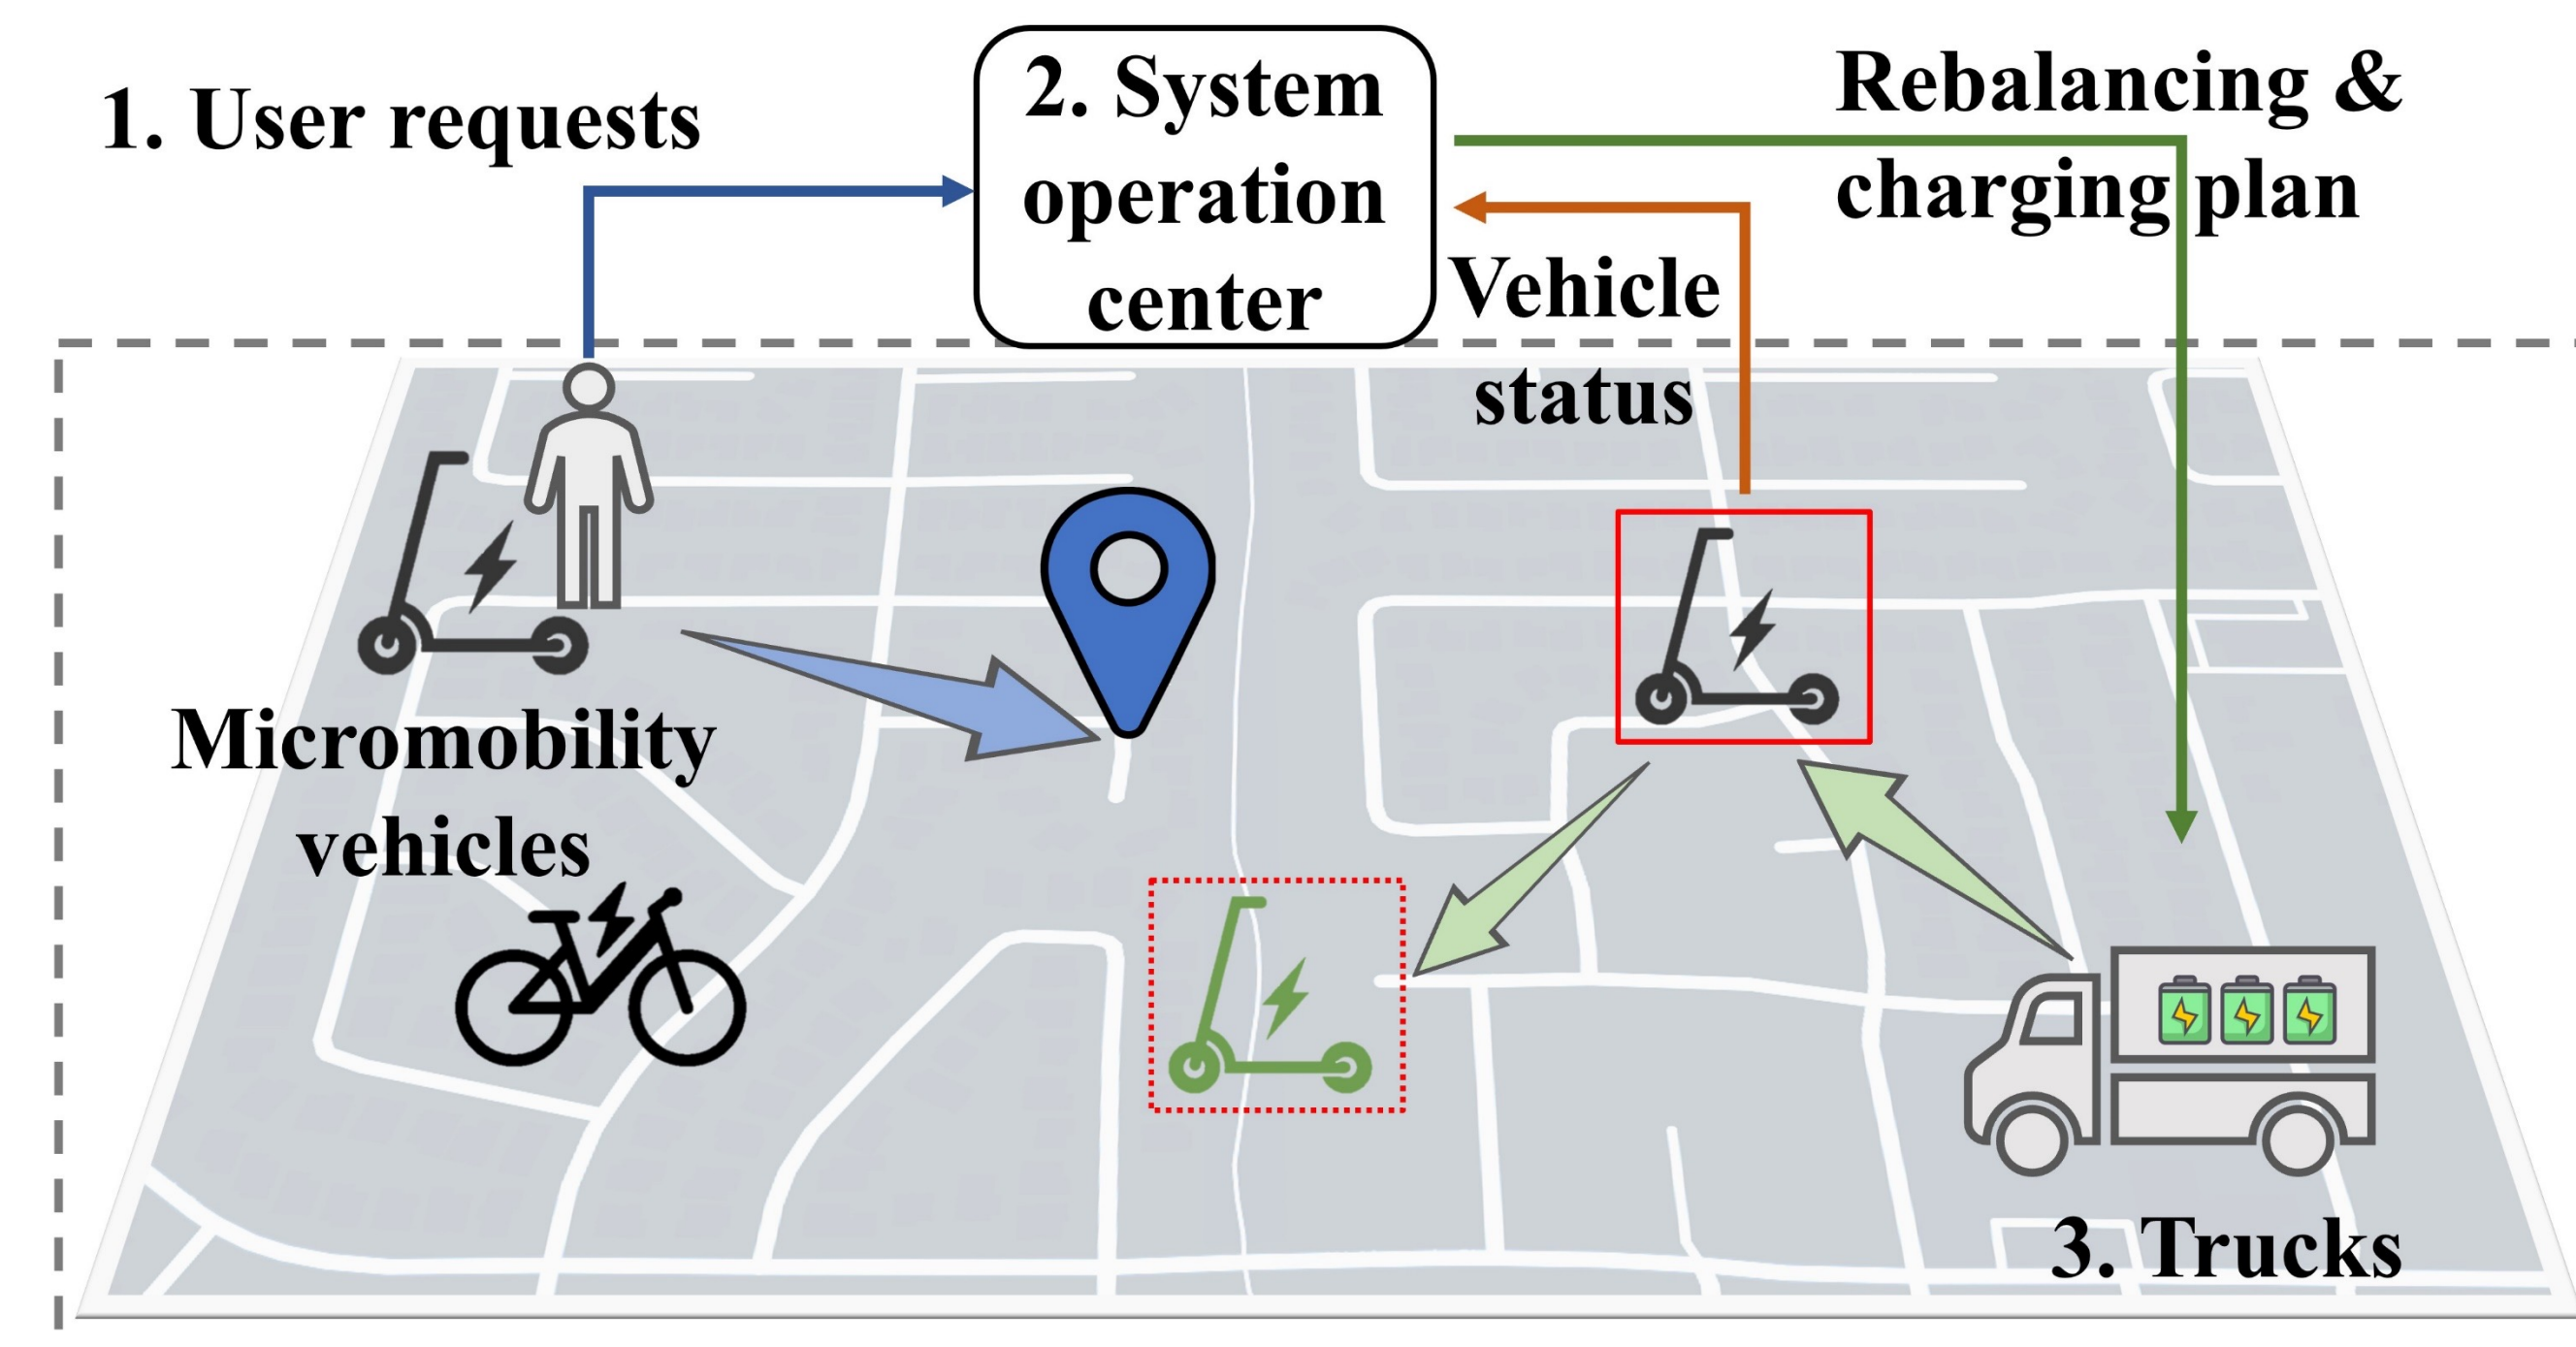 1. User requests
2. System
operation
center
Rebalancing &
charging plan
Vehicle
status
Micromobility
vehicles
3. Trucks